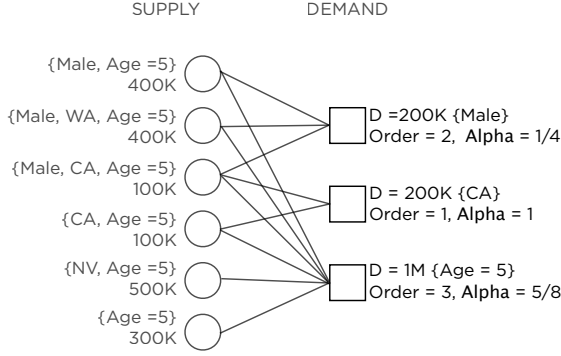 SUPPLY
DEMAND
{Male, Age =5}
400K
{Male, WA, Age =5}
400K
{Male, CA, Age =5}
100K
{CA, Age =5}
100K
{NV, Age =5}
500K
{Age =5}
300K
D =200K {Male}
Order = 2, Alpha = 1/4
D = 200K {CA}
Order = 1, Alpha = 1
D = 1M {Age = 5}
Order = 3, Alpha = 5/8